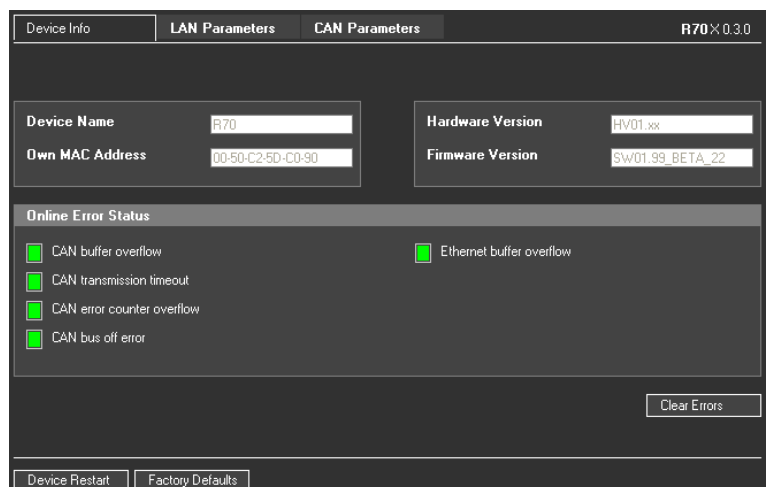 Device Info LAN Parameters CAN Parameters R70X0.3.0
Device Name R70
Own MAC Address 00-50-C2-5D-C0-90
Hardware Version HV01.xx
Firmware Version SW01.99_BETA_22
Online Error Status
CAN buffer overflow
CAN transmission timeout
CAN error counter overflow
CAN bus off error
Ethernet buffer overflow
Clear Errors
Device Restart Factory Defaults